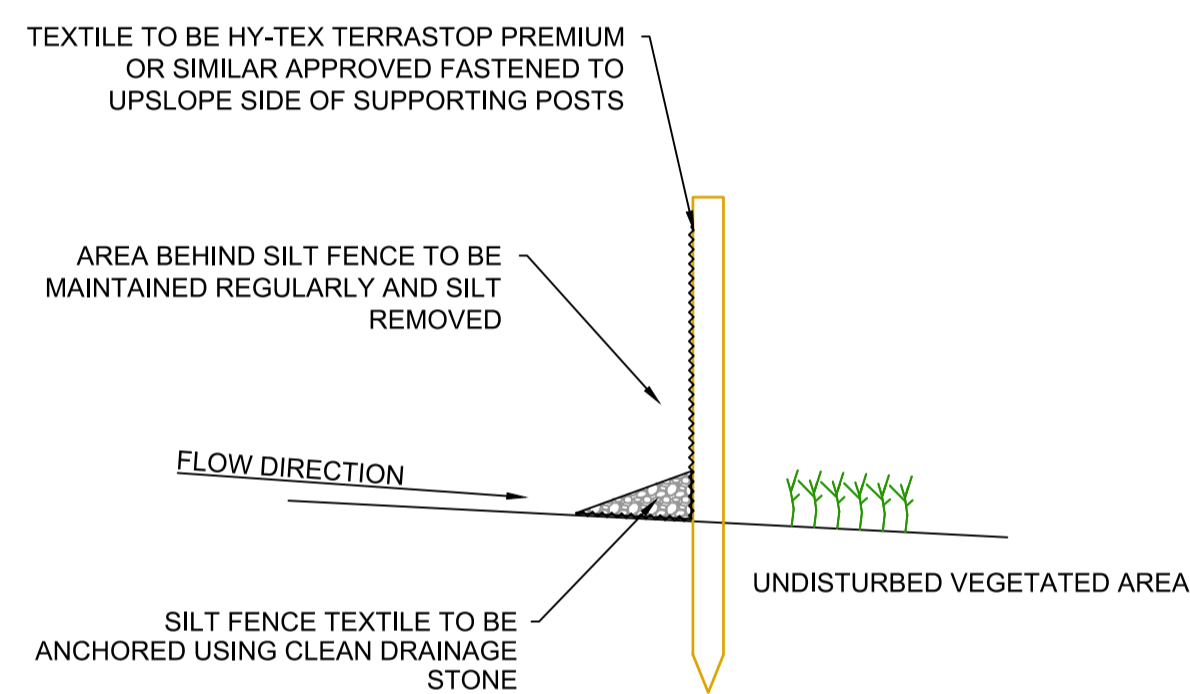 TEXTILE TO BE HY-TEX TERRASTOP PREMIUM
OR SIMILAR APPROVED FASTENED TO
UPSLOPE SIDE OF SUPPORTING POSTS
AREA BEHIND SILT FENCE TO BE
MAINTAINED REGULARLY AND SILT
REMOVED
FLOW DIRECTION
UNDISTURBED VEGETATED AREA
SILT FENCE TEXTILE TO BE
ANCHORED USING CLEAN DRAINAGE
STONE